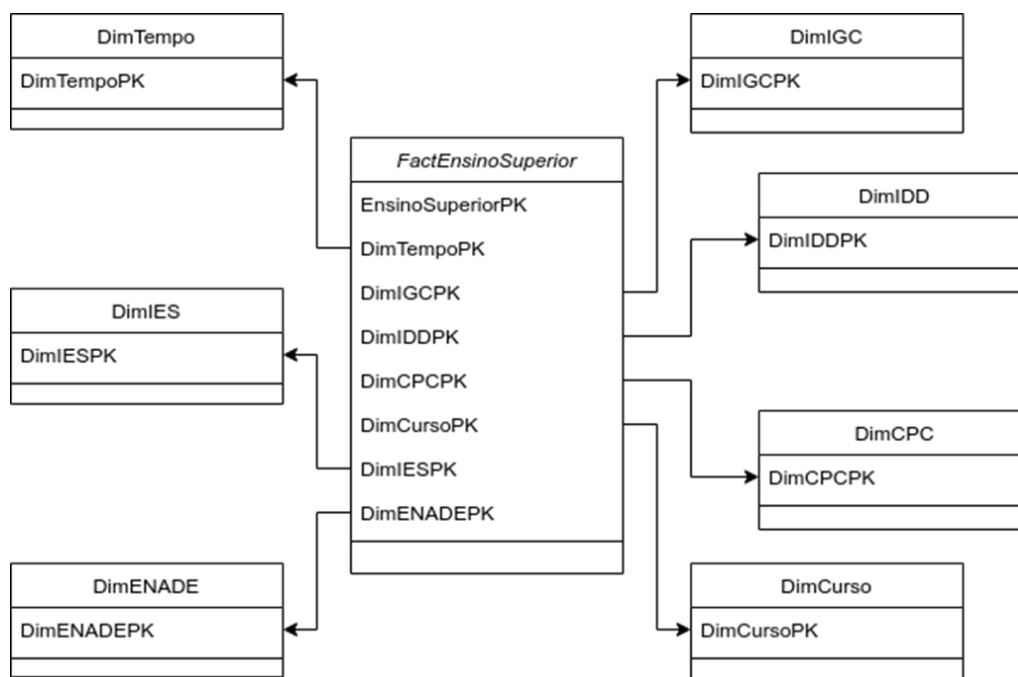 DimTempo
DimTempoPK
DimIES
DimIESPK
DimENADE
DimENADEPK
FactEnsinoSuperior
EnsinoSuperiorPK
DimTempoPK
DimIGCPK
DimIDDPK
DimCPCPK
DimCursoPK
DimIESPK
DimENADEPK
DimIGC
DimIGCPK
DimIDD
DimIDDPK
DimCPC
DimCPCPK
DimCurso
DimCursoPK